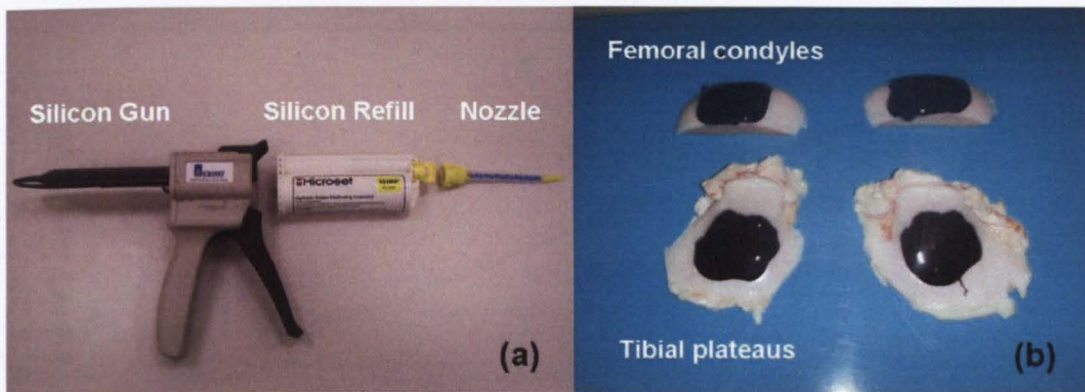 Silicon Gun
Silicon Refill
Nozzle
Microset
(a)
Femoral condyles
Tibial plateaus
(b)